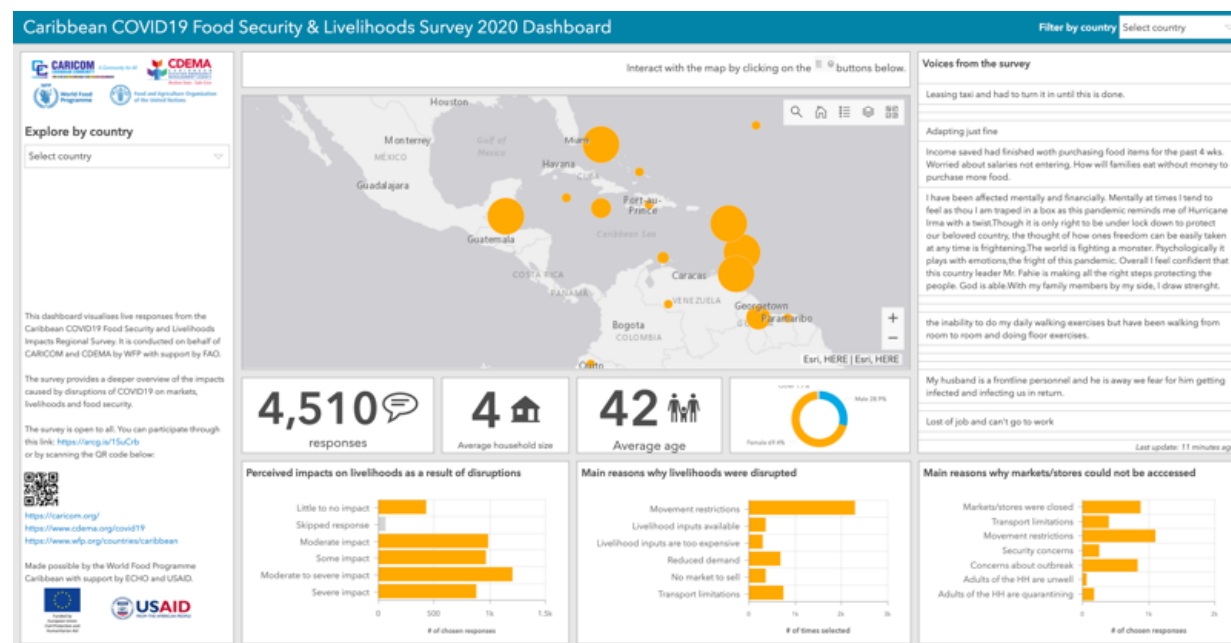 Caribbean COVID19 Food Security & Livelihoods Survey 2020 Dashboard
Filter by country
Select country
CARICOM
CDEMA
World Food
Programme
Food and Agriculture Organization
of the United Nations
Explore by country
Select country
This dashboard visualises live responses from the
Caribbean COVID19 Food Security and Livelihoods
Impacts Regional Survey. It is conducted on behalf of
CARICOM and CDEMA by WFP with support by FAO.
The survey provides a deeper overview of the impacts
caused by disruptions of COVID19 on markets,
livelihoods and food security.
The survey is open to all. You can participate through
this link: https://arcg.is/15uCrb
or by scanning the QR code below:
https://caricom.org/
https://www.cdema.org/covid19
https://www.wfp.org/countries/caribbean
Made possible by the World Food Programme
Caribbean with support by ECHO and USAID.
USAID
FROM THE AMERICAN PEOPLE
Interact with the map by clicking on the buttons below.
Houston
Monterrey
Gulf of
Mexico
Miami
MÉXICO
Havana
CUBA
Guadalajara
Port-au-
Prince
Guatemala
Caribbean Sea
COSTA RICA
Caracas
PANAMA
VENEZUELA
Georgetown
Paramaribo
Bogota
COLOMBIA
Quito
+
−
Esri, HERE | Esri, HERE
4,510
responses
4
Average household size
42
Average age
Male 28.9%
Female 69.4%
Perceived impacts on livelihoods as a result of disruptions
Little to no impact
Skipped response
Moderate impact
Some impact
Moderate to severe impact
Severe impact
0 500 1k 1.5k
# of chosen responses
Main reasons why livelihoods were disrupted
Movement restrictions
Livelihood inputs available
Livelihood inputs are too expensive
Reduced demand
No market to sell
Transport limitations
0 1k 2k 3k
# of times selected
Voices from the survey
Leasing taxi and had to turn it in until this is done.
Adapting just fine
Income saved had finished woth purchasing food items for the past 4 wks.
Worried about salaries not entering. How will families eat without money to
purchase more food.
I have been affected mentally and financially. Mentally at times I tend to
feel as thou I am traped in a box as this pandemic reminds me of Hurricane
Irma with a twist.Though it is only right to be under lock down to protect
our beloved country, the thought of how ones freedom can be easily taken
at any time is frightening.The world is fighting a monster. Psychologically it
plays with emotions,the fright of this pandemic. Overall I feel confident that
this country leader Mr. Fahie is making all the right steps protecting the
people. God is able.With my family members by my side, I draw strenght.
the inability to do my daily walking exercises but have been walking from
room to room and doing floor exercises.
My husband is a frontline personnel and he is away we fear for him getting
infected and infecting us in return.
Lost of job and can't go to work
Last update: 11 minutes ag
Main reasons why markets/stores could not be acccessed
Markets/stores were closed
Transport limitations
Movement restrictions
Security concerns
Concerns about outbreak
Adults of the HH are unwell
Adults of the HH are quarantining
0 1k 2k
# of chosen responses